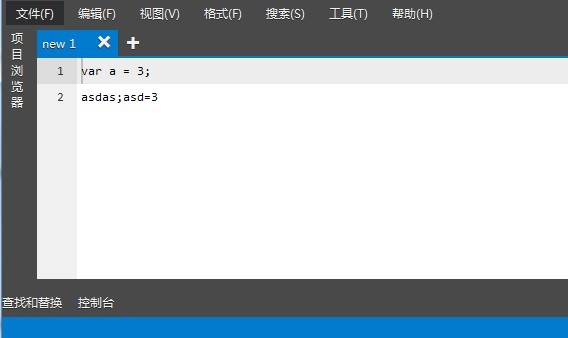 文件(F) 编辑(F) 视图(V) 格式(F) 搜索(S) 工具(T) 帮助(H)
项目浏览器
new 1
1 var a = 3;
2 asdas;asd=3
查找和替换 控制台